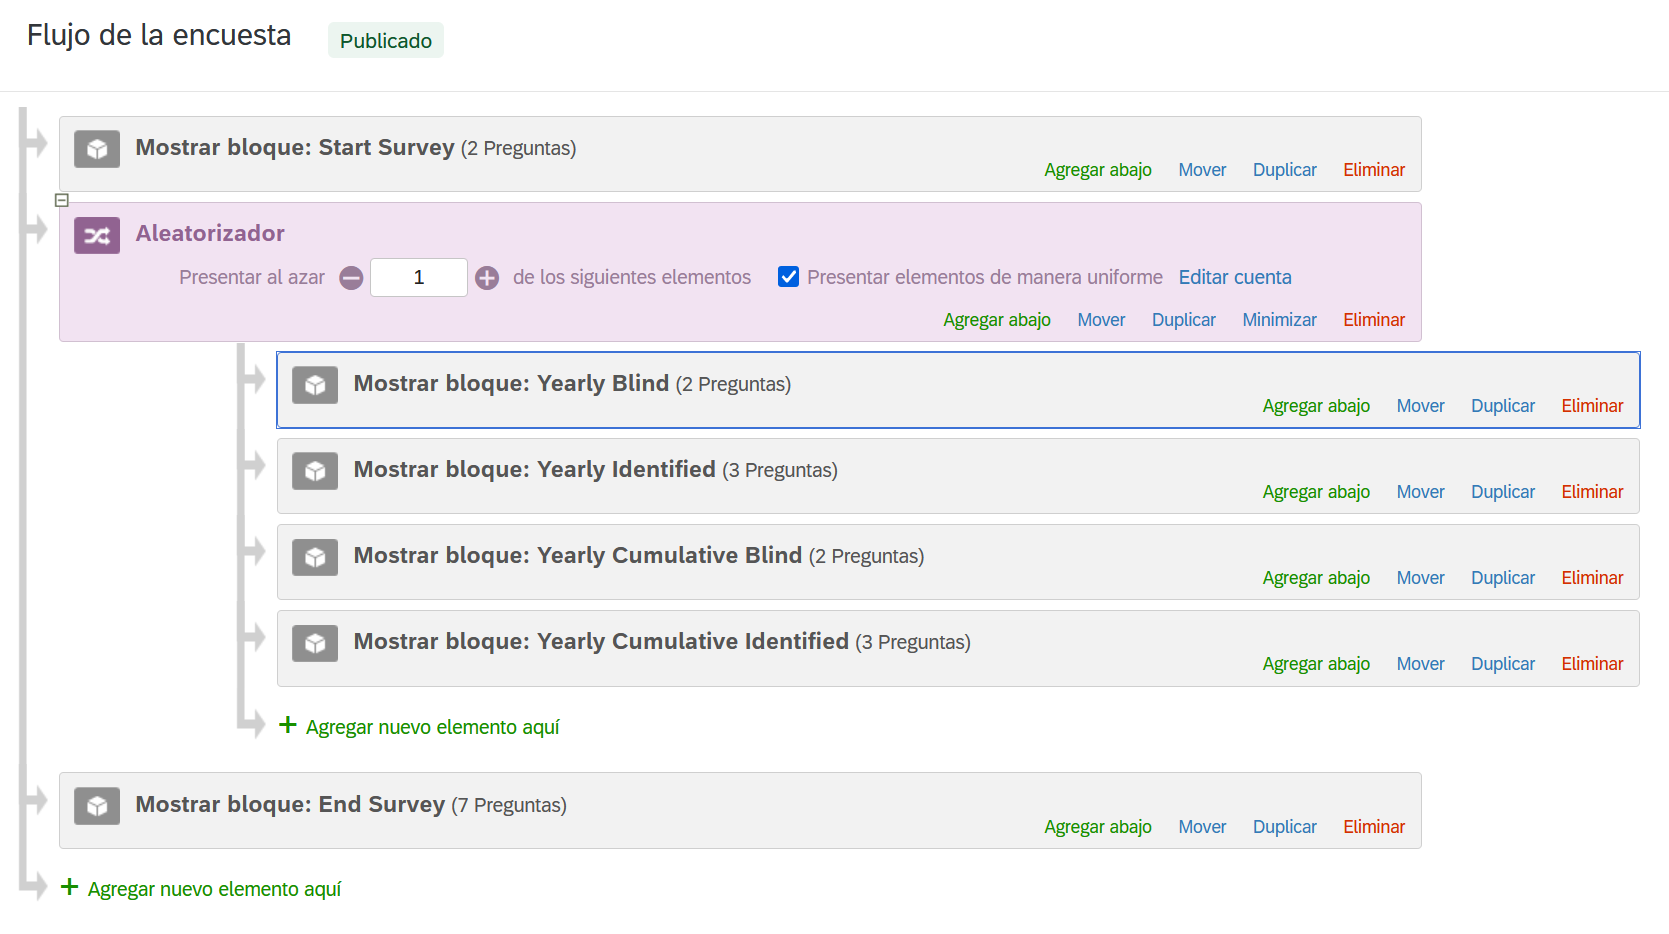 Flujo de la encuesta Publicado
Mostrar bloque: Start Survey (2 Preguntas)
Agregar abajo Mover Duplicar Eliminar
Aleatorizador
Presentar al azar 1 de los siguientes elementos Presentar elementos de manera uniforme Editar cuenta
Agregar abajo Mover Duplicar Minimizar Eliminar
Mostrar bloque: Yearly Blind (2 Preguntas)
Agregar abajo Mover Duplicar Eliminar
Mostrar bloque: Yearly Identified (3 Preguntas)
Agregar abajo Mover Duplicar Eliminar
Mostrar bloque: Yearly Cumulative Blind (2 Preguntas)
Agregar abajo Mover Duplicar Eliminar
Mostrar bloque: Yearly Cumulative Identified (3 Preguntas)
Agregar abajo Mover Duplicar Eliminar
+ Agregar nuevo elemento aquí
Mostrar bloque: End Survey (7 Preguntas)
Agregar abajo Mover Duplicar Eliminar
+ Agregar nuevo elemento aquí